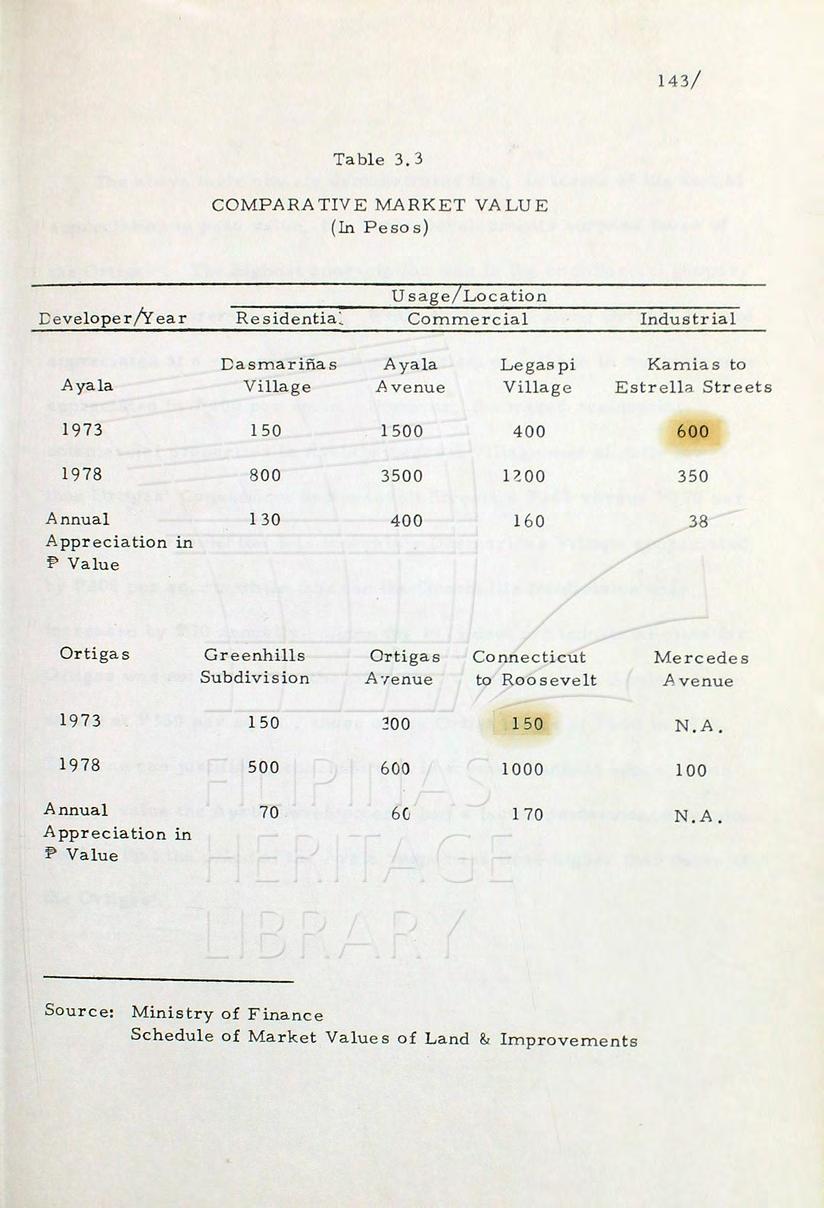 143/
Table 3.3
COMPARATIVE MARKET VALUE
(In Pesos)
Usage/Location
Developer/Year Residential Commercial Industrial
Dasmariñas Ayala Legaspi Kamias to
Ayala Village Avenue Village Estrella Streets
1973 150 1500 400 600
1978 800 3500 1200 350
Annual 130 400 160 38
Appreciation in
₱ Value
Ortigas Greenhills Ortigas Connecticut Mercedes
Subdivision Avenue to Roosevelt Avenue
1973 150 300 150 N.A.
1978 500 600 1000 100
Annual 70 60 170 N.A.
Appreciation in
₱ Value
FILIPINAS
HERITAGE
LIBRARY
Source: Ministry of Finance
Schedule of Market Values of Land & Improvements